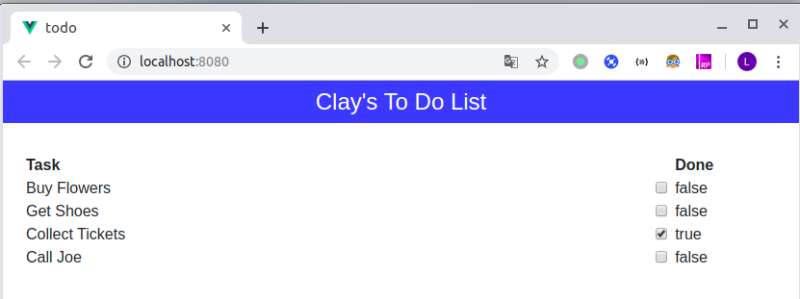 todo
localhost:8080
L
Clay's To Do List
Task Done
Buy Flowers false
Get Shoes false
Collect Tickets true
Call Joe false